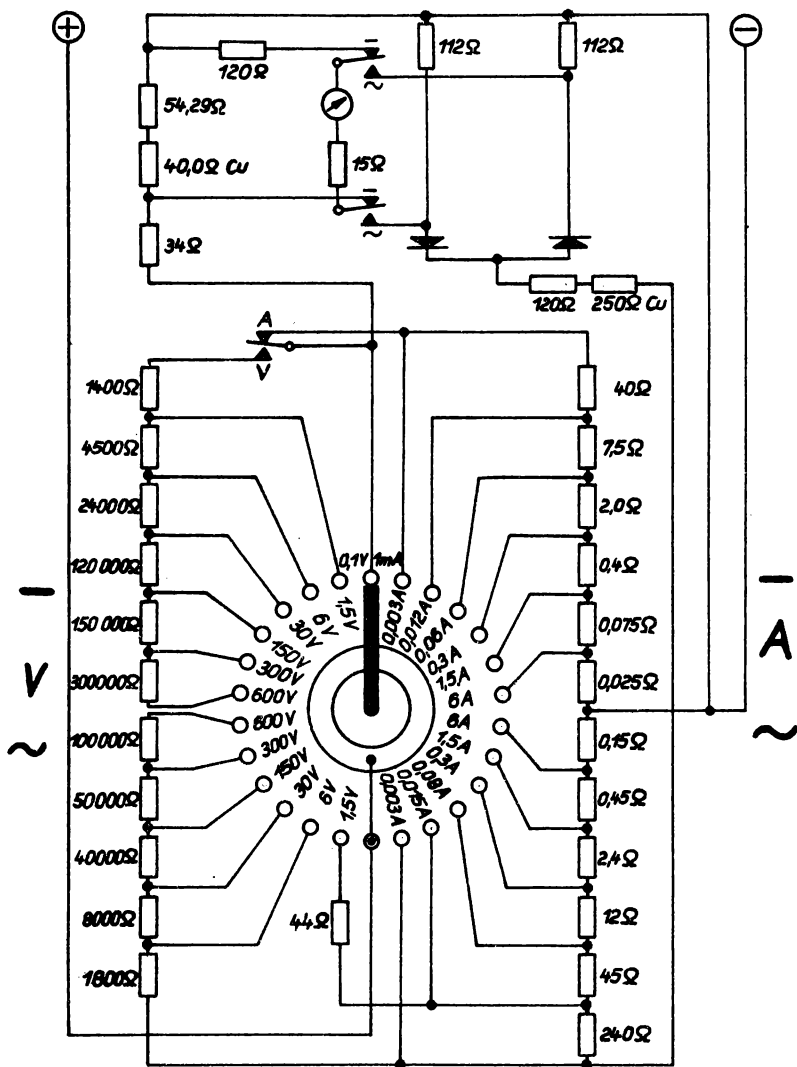 +
−
120Ω
−
~
112Ω
112Ω
54,29Ω
40,0Ω Cu
15Ω
−
~
34Ω
120Ω
250Ω Cu
A
V
1400Ω
40Ω
4500Ω
7,5Ω
24000Ω
2,0Ω
120 000Ω
0,4Ω
150 000Ω
0,075Ω
300000Ω
0,025Ω
100000Ω
0,15Ω
50000Ω
0,45Ω
40000Ω
2,4Ω
8000Ω
12Ω
1800Ω
45Ω
240Ω
44Ω
0,1V 1mA
1,5V
6V
30V
150V
300V
600V
600V
300V
150V
30V
6V
1,5V
0,003A
0,012A
0,06A
0,3A
1,5A
6A
6A
1,5A
0,3A
0,015A
0,003A
−
V
~
−
A
~